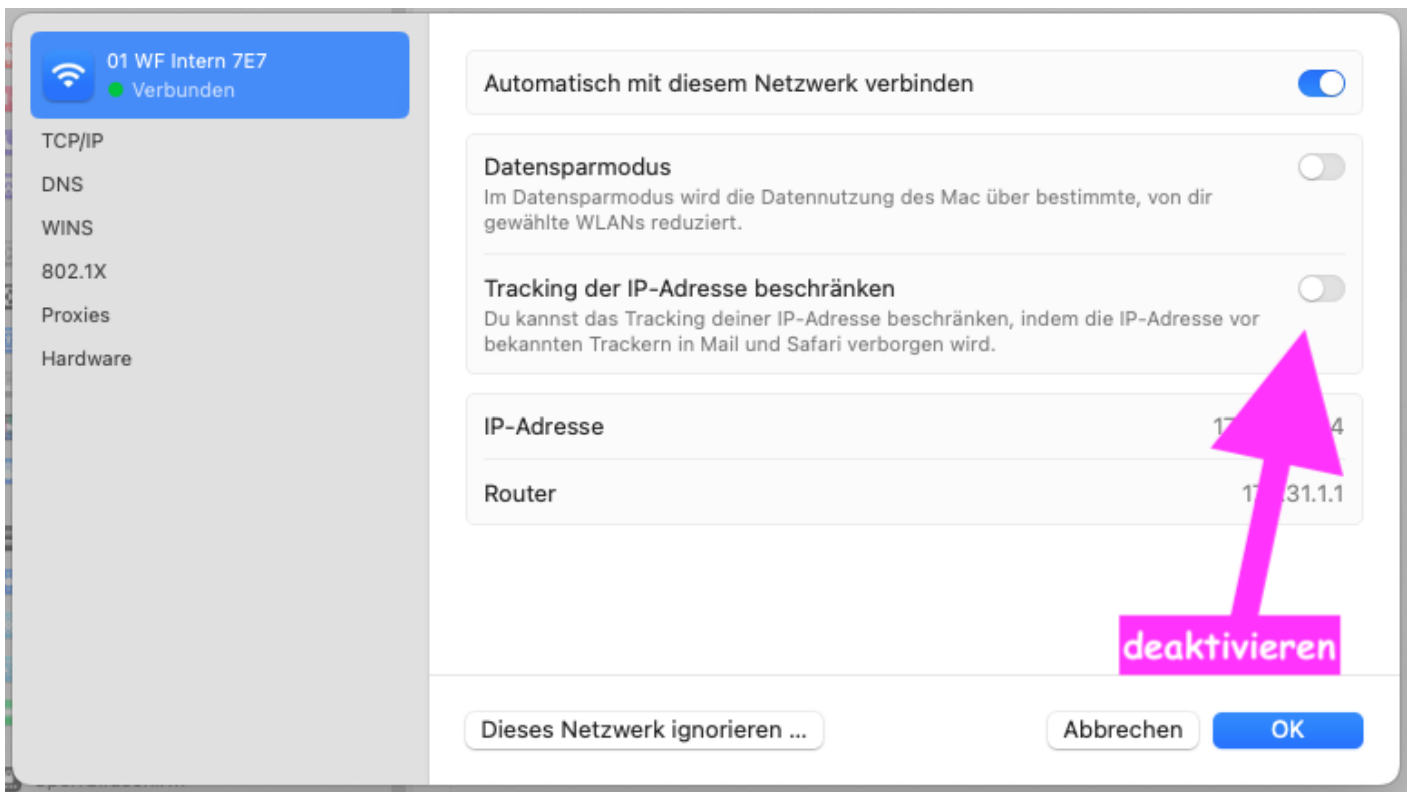 01 WF Intern 7E7
Verbunden
TCP/IP
DNS
WINS
802.1X
Proxies
Hardware
Automatisch mit diesem Netzwerk verbinden
Datensparmodus
Im Datensparmodus wird die Datennutzung des Mac über bestimmte, von dir
gewählte WLANs reduziert.
Tracking der IP-Adresse beschränken
Du kannst das Tracking deiner IP-Adresse beschränken, indem die IP-Adresse vor
bekannten Trackern in Mail und Safari verborgen wird.
IP-Adresse
Router
deaktivieren
Dieses Netzwerk ignorieren ...
Abbrechen
OK